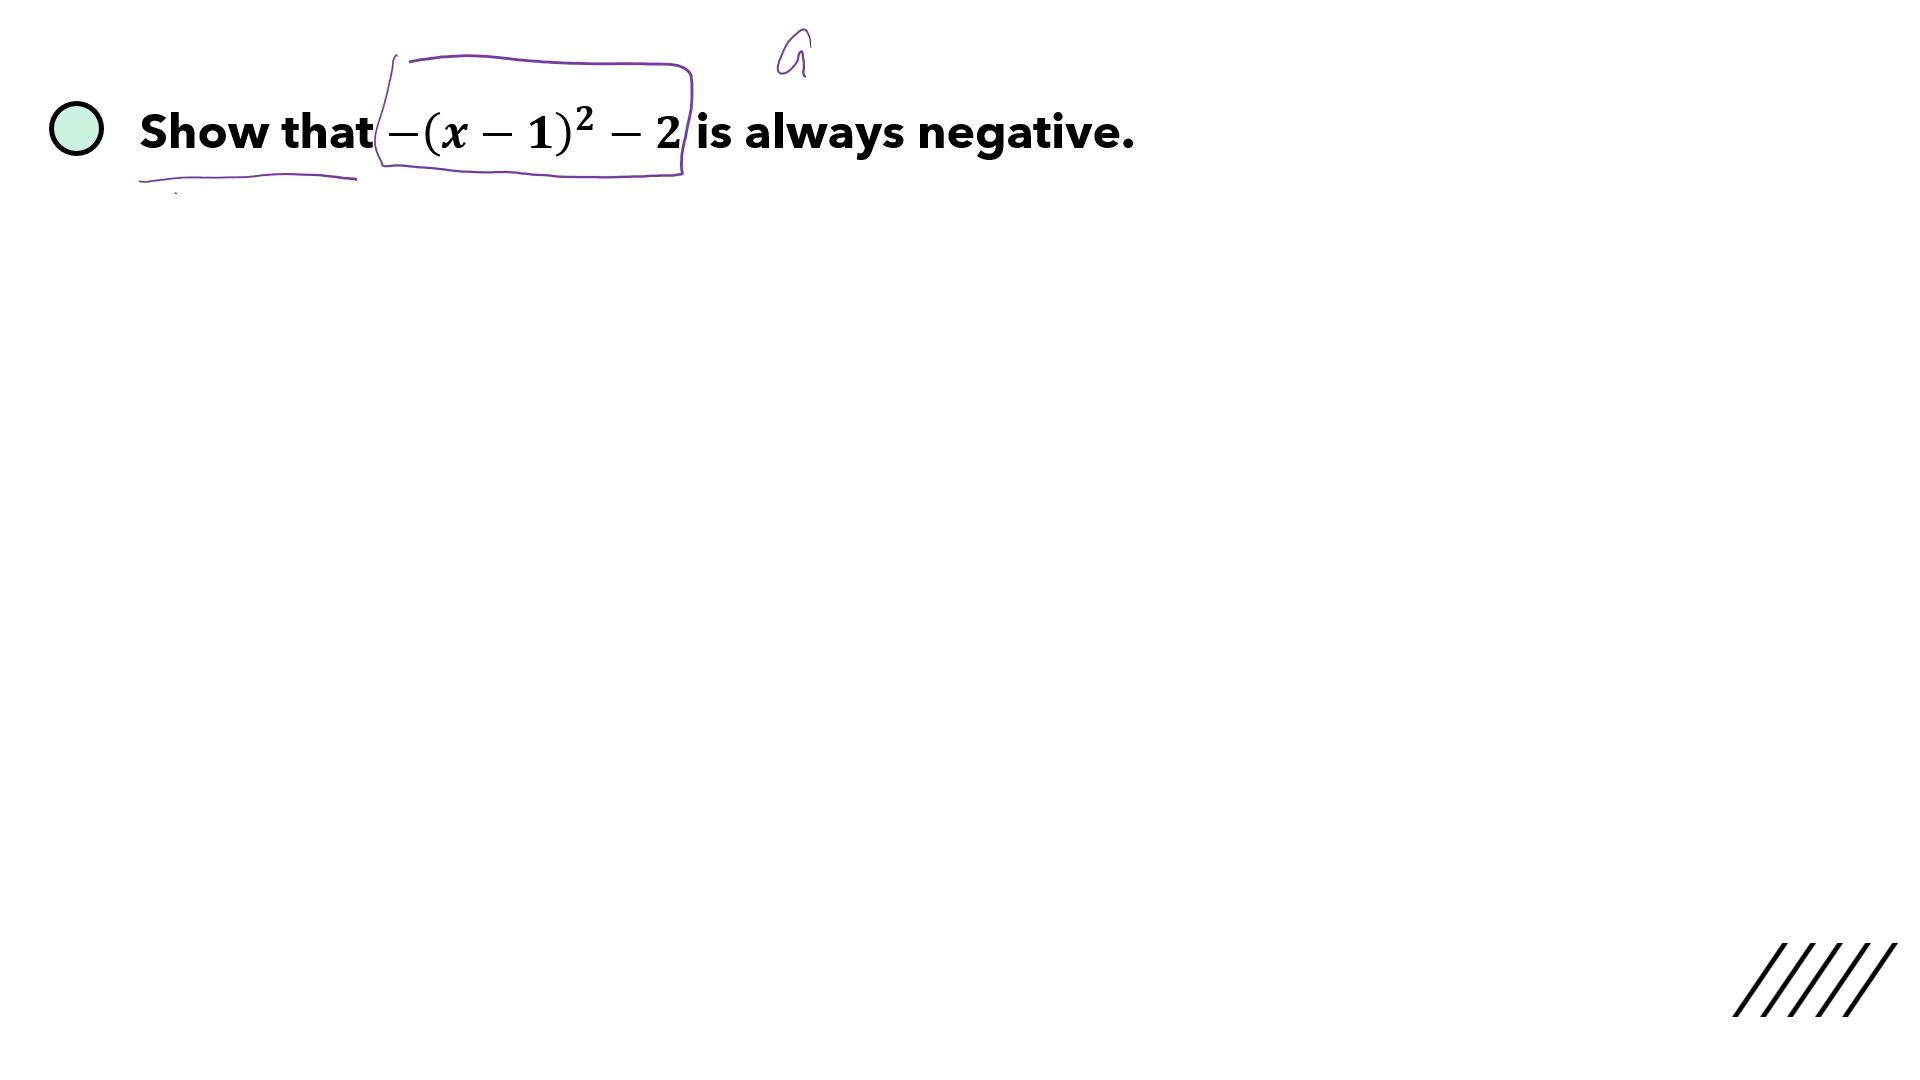 a
Show that −(x − 1)² − 2 is always negative.